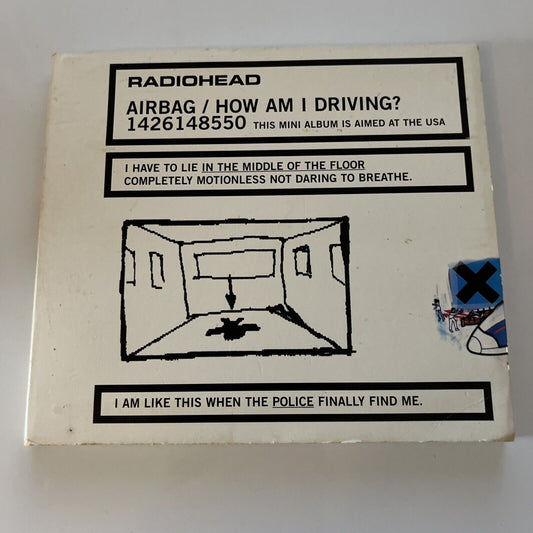 RADIOHEAD
AIRBAG / HOW AM I DRIVING?
1426148550 THIS MINI ALBUM IS AIMED AT THE USA
I HAVE TO LIE IN THE MIDDLE OF THE FLOOR
COMPLETELY MOTIONLESS NOT DARING TO BREATHE.
I AM LIKE THIS WHEN THE POLICE FINALLY FIND ME.